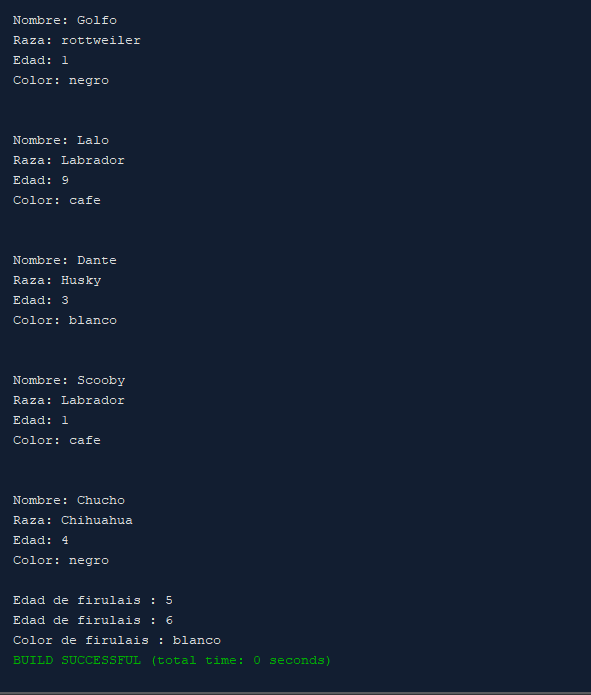 Nombre: Golfo
Raza: rottweiler
Edad: 1
Color: negro
Nombre: Lalo
Raza: Labrador
Edad: 9
Color: cafe
Nombre: Dante
Raza: Husky
Edad: 3
Color: blanco
Nombre: Scooby
Raza: Labrador
Edad: 1
Color: cafe
Nombre: Chucho
Raza: Chihuahua
Edad: 4
Color: negro
Edad de firulais : 5
Edad de firulais : 6
Color de firulais : blanco
BUILD SUCCESSFUL (total time: 0 seconds)